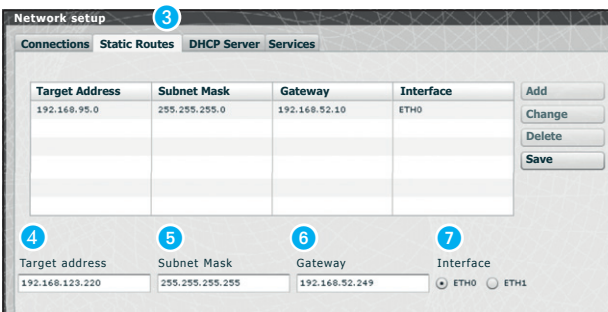 Network setup
3
Connections Static Routes DHCP Server Services
Target Address Subnet Mask Gateway Interface
192.168.95.0 255.255.255.0 192.168.52.10 ETH0
Add
Change
Delete
Save
4 5 6 7
Target address Subnet Mask Gateway Interface
192.168.123.220 255.255.255.255 192.168.52.249 ETH0 ETH1